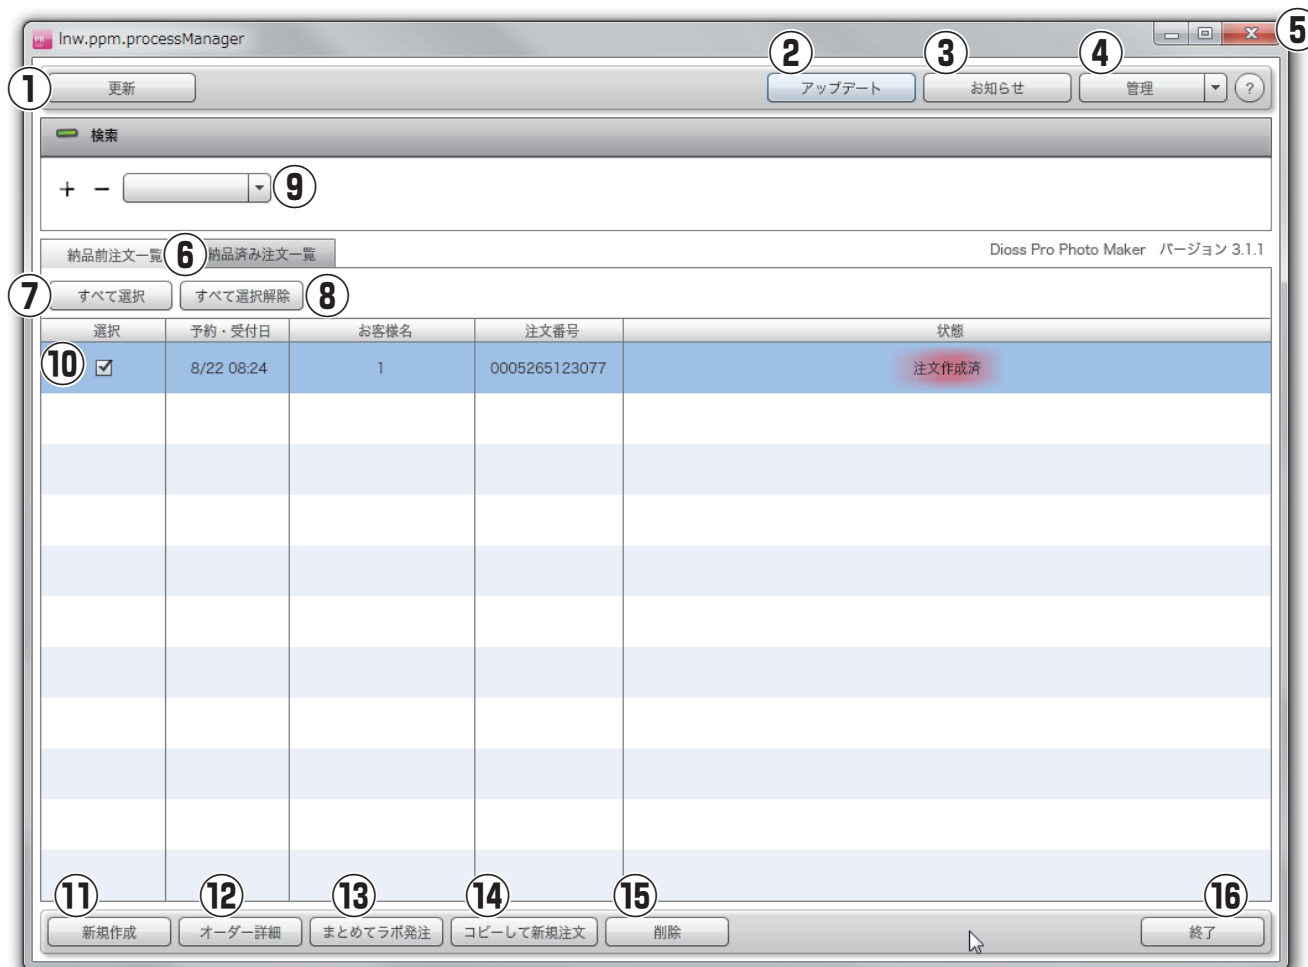 lnw.ppm.processManager
⑤
① 更新 ② アップデート ③ お知らせ ④ 管理 ?
検索
+ − ⑨
納品前注文一覧 ⑥ 納品済み注文一覧 Dioss Pro Photo Maker バージョン 3.1.1
⑦ すべて選択 すべて選択解除 ⑧
選択 予約・受付日 お客様名 注文番号 状態
⑩ 8/22 08:24 1 0005265123077 注文作成済
⑪ ⑫ ⑬ ⑭ ⑮ ⑯
新規作成 オーダー詳細 まとめてラボ発注 コピーして新規注文 削除 終了